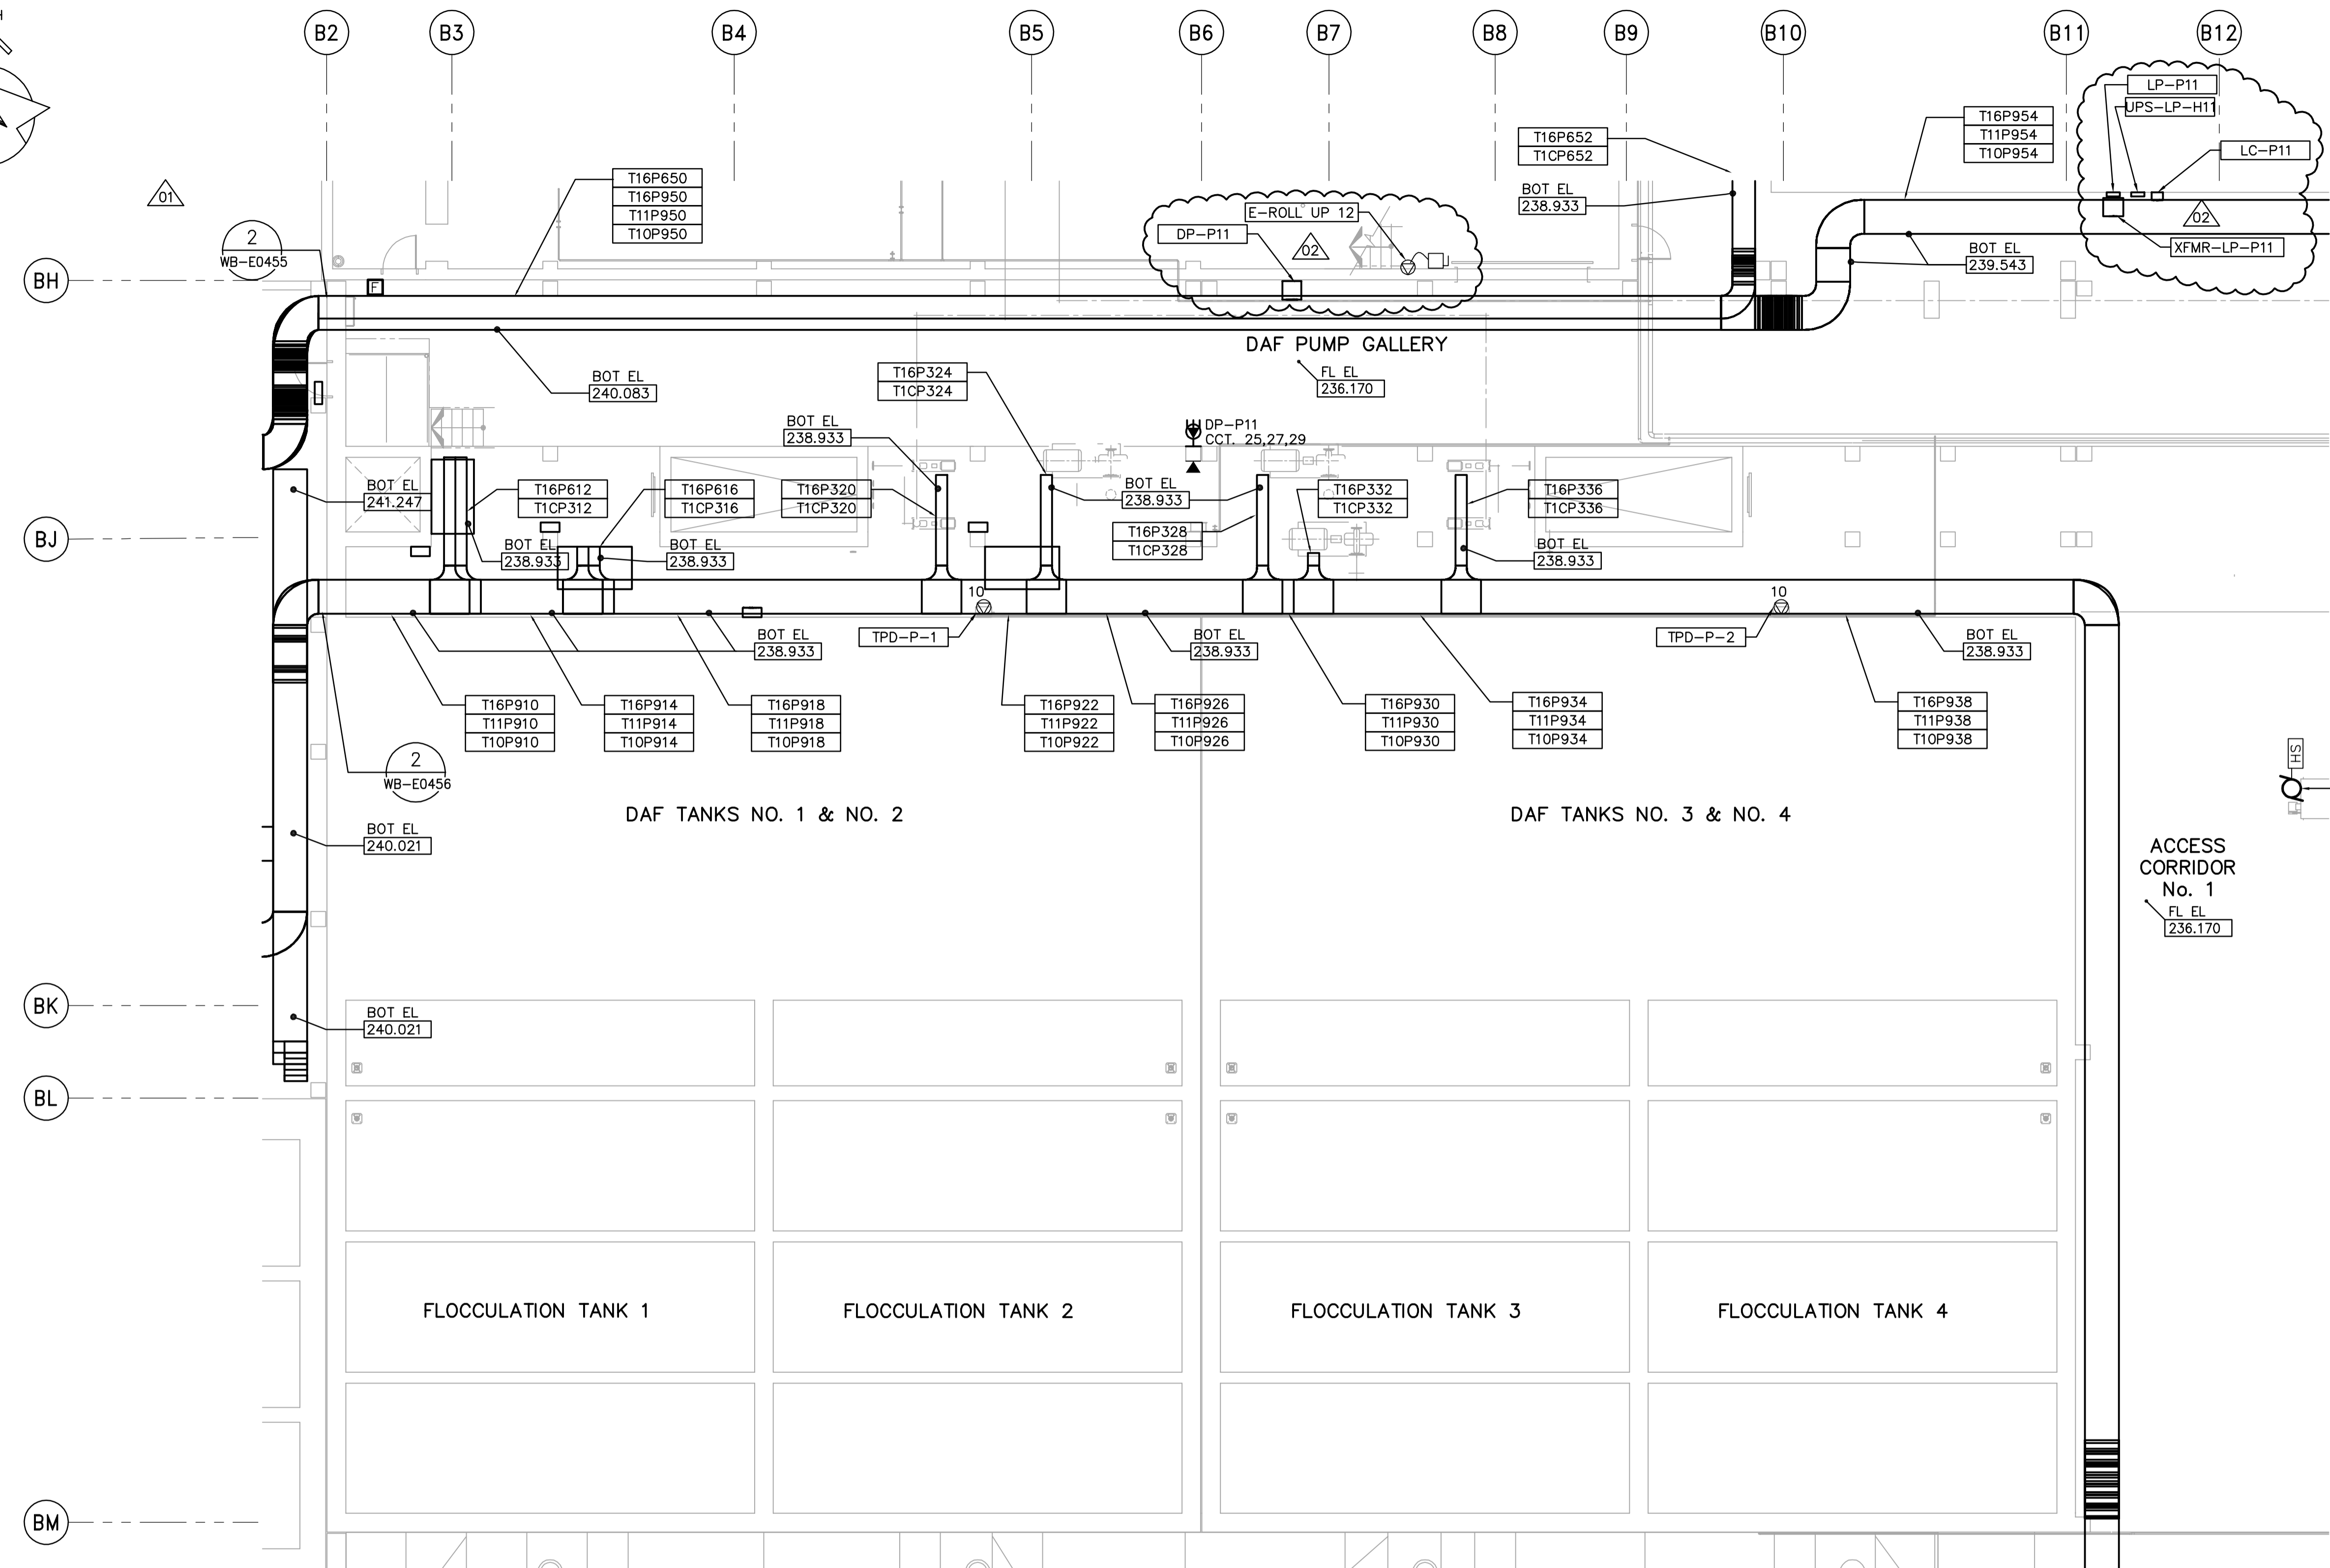 B2
B3
B4
B5
B6
B7
B8
B9
B10
B11
B12
LP-P11
UPS-LP-H11
LC-P11
02
XFMR-LP-P11
T16P954
T11P954
T10P954
T16P652
T1CP652
BOT EL
238.933
BOT EL
239.543
01
T16P650
T16P950
T11P950
T10P950
E-ROLL UP 12
DP-P11
02
2
WB-E0455
BH
F
DAF PUMP GALLERY
FL EL
236.170
BOT EL
240.083
T16P324
T1CP324
BOT EL
238.933
DP-P11
CCT. 25,27,29
BOT EL
241.247
T16P612
T1CP312
T16P616
T1CP316
T16P320
T1CP320
BOT EL
238.933
T16P328
T1CP328
T16P332
T1CP332
T16P336
T1CP336
BJ
BOT EL
238.933
BOT EL
238.933
BOT EL
238.933
10
10
TPD-P-1
TPD-P-2
BOT EL
238.933
BOT EL
238.933
BOT EL
238.933
T16P910
T11P910
T10P910
T16P914
T11P914
T10P914
T16P918
T11P918
T10P918
T16P922
T11P922
T10P922
T16P926
T11P926
T10P926
T16P930
T11P930
T10P930
T16P934
T11P934
T10P934
T16P938
T11P938
T10P938
2
WB-E0456
HS
DAF TANKS NO. 1 & NO. 2
DAF TANKS NO. 3 & NO. 4
BOT EL
240.021
ACCESS
CORRIDOR
No. 1
FL EL
236.170
BK
BOT EL
240.021
BL
FLOCCULATION TANK 1
FLOCCULATION TANK 2
FLOCCULATION TANK 3
FLOCCULATION TANK 4
BM